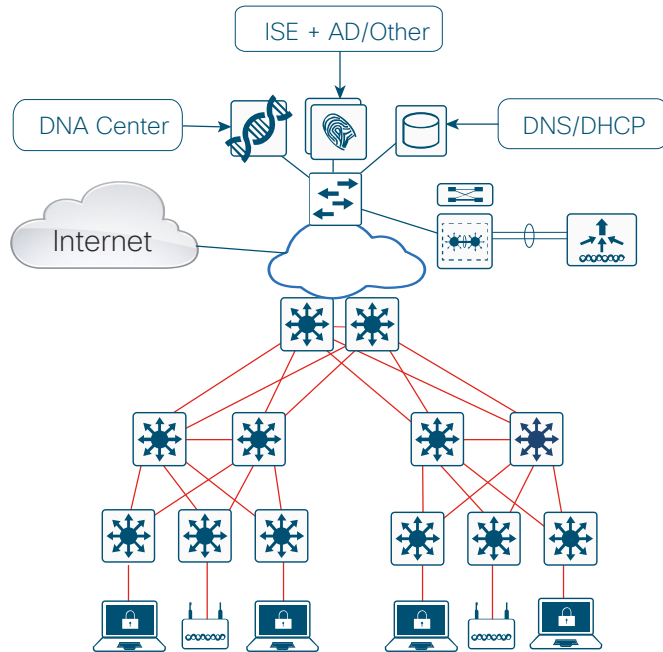 ISE + AD/Other
DNA Center
DNS/DHCP
Internet